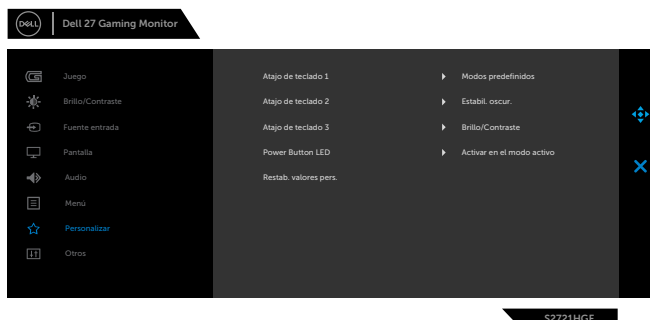 DELL Dell 27 Gaming Monitor
Juego
Atajo de teclado 1 Modos predefinidos
Brillo/Contraste
Atajo de teclado 2 Estabil. oscur.
Fuente entrada
Atajo de teclado 3 Brillo/Contraste
Pantalla
Power Button LED Activar en el modo activo
Audio
Restab. valores pers.
Menú
Personalizar
Otros
S2721HGF